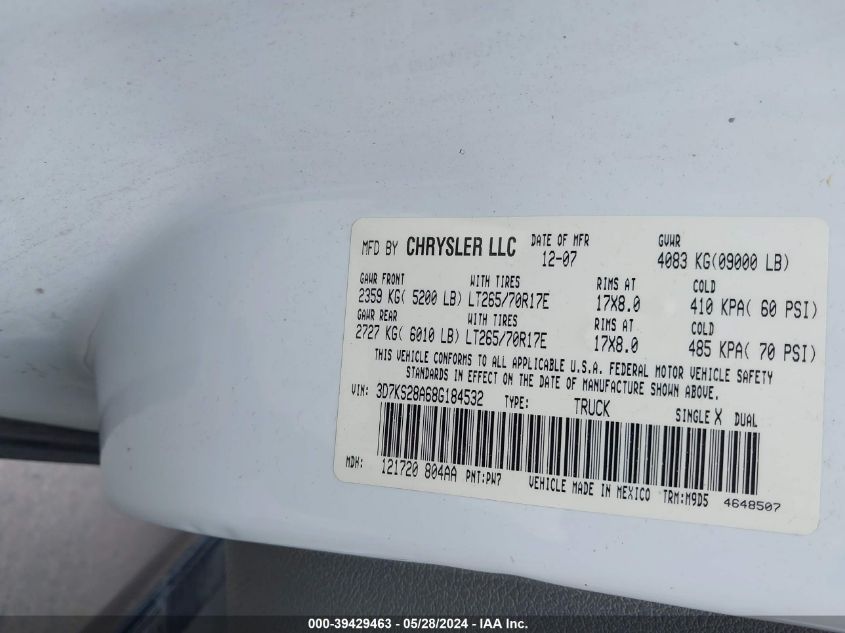 MFD BY CHRYSLER LLC DATE OF MFR 12-07 GVWR 4083 KG(09000 LB)
GAWR FRONT WITH TIRES RIMS AT COLD
2359 KG( 5200 LB) LT265/70R17E 17X8.0 410 KPA( 60 PSI)
GAWR REAR WITH TIRES RIMS AT COLD
2727 KG( 6010 LB) LT265/70R17E 17X8.0 485 KPA( 70 PSI)
THIS VEHICLE CONFORMS TO ALL APPLICABLE U.S.A. FEDERAL MOTOR VEHICLE SAFETY
STANDARDS IN EFFECT ON THE DATE OF MANUFACTURE SHOWN ABOVE.
VIN: 3D7KS28A68G184532 TYPE: TRUCK SINGLE X DUAL
MDH: 121720 804AA PNT:PW7 VEHICLE MADE IN MEXICO TRM:M9D5 4648507
000-39429463 - 05/28/2024 - IAA Inc.